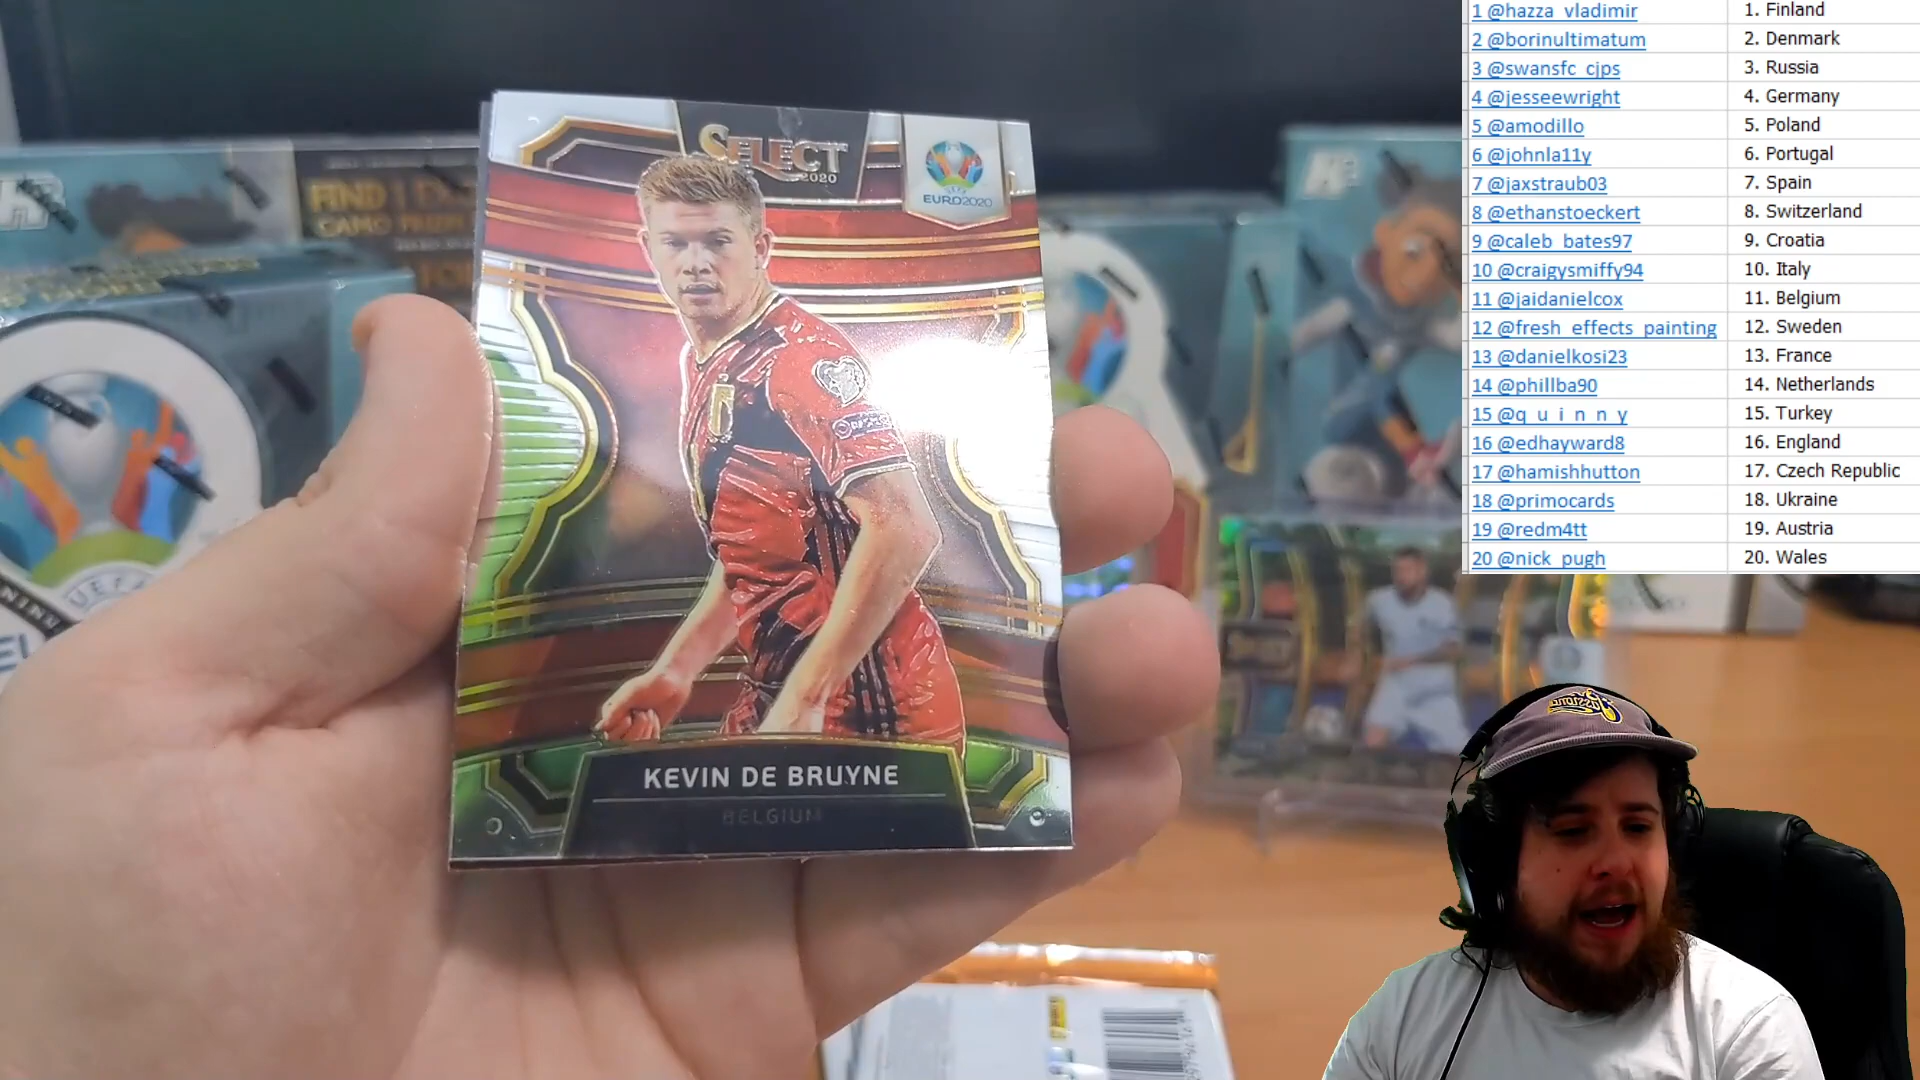 SELECT
2020
UEFA
EURO2020
KEVIN DE BRUYNE
BELGIUM
1 @hazza_vladimir 1. Finland
2 @borinultimatum 2. Denmark
3 @swansfc_cjps 3. Russia
4 @jesseewright 4. Germany
5 @amodillo 5. Poland
6 @johnla11y 6. Portugal
7 @jaxstraub03 7. Spain
8 @ethanstoeckert 8. Switzerland
9 @caleb_bates97 9. Croatia
10 @craigysmiffy94 10. Italy
11 @jaidanielcox 11. Belgium
12 @fresh_effects_painting 12. Sweden
13 @danielkosi23 13. France
14 @phillba90 14. Netherlands
15 @q_u_i_n_n_y 15. Turkey
16 @edhayward8 16. England
17 @hamishhutton 17. Czech Republic
18 @primocards 18. Ukraine
19 @redm4tt 19. Austria
20 @nick_pugh 20. Wales